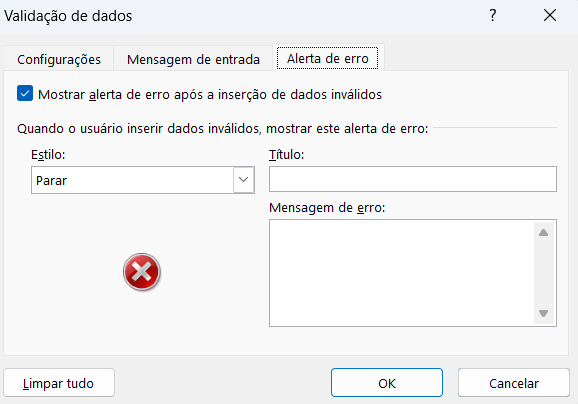 Validação de dados ?
Configurações Mensagem de entrada Alerta de erro
Mostrar alerta de erro após a inserção de dados inválidos
Quando o usuário inserir dados inválidos, mostrar este alerta de erro:
Estilo: Título:
Parar
Mensagem de erro:
Limpar tudo OK Cancelar